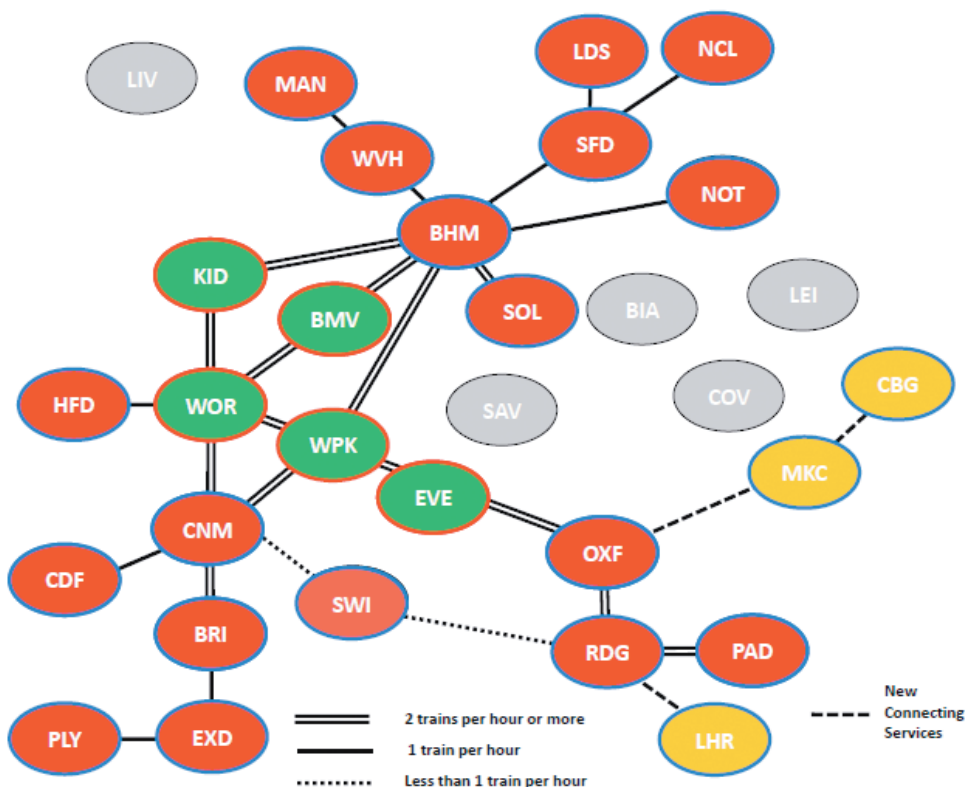 LDS
NCL
LIV
MAN
SFD
WVH
NOT
BHM
KID
LEI
BIA
SOL
BMV
CBG
COV
HFD
WOR
SAV
WPK
MKC
EVE
CNM
OXF
CDF
SWI
BRI
RDG
PAD
New
Connecting
Services
2 trains per hour or more
PLY
EXD
LHR
1 train per hour
Less than 1 train per hour